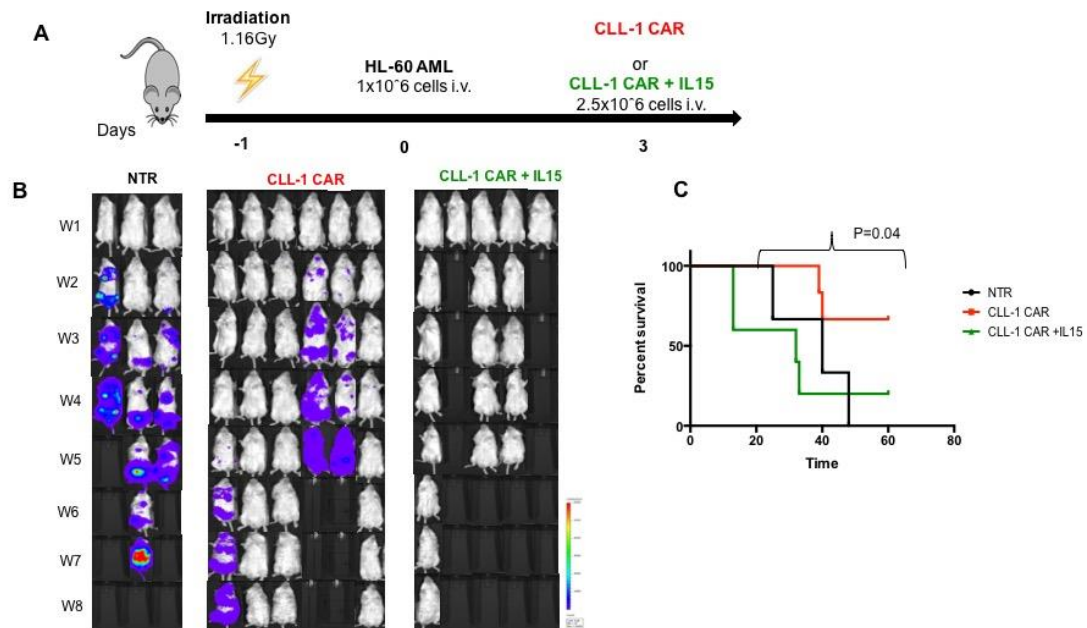 A
Irradiation
1.16Gy
HL-60 AML
1x10^6 cells i.v.
CLL-1 CAR
or
CLL-1 CAR + IL15
2.5x10^6 cells i.v.
Days
-1
0
3
B
NTR
CLL-1 CAR
CLL-1 CAR + IL15
W1
W2
W3
W4
W5
W6
W7
W8
C
P=0.04
Percent survival
100
50
0
0
20
40
60
80
Time
NTR
CLL-1 CAR
CLL-1 CAR +IL15